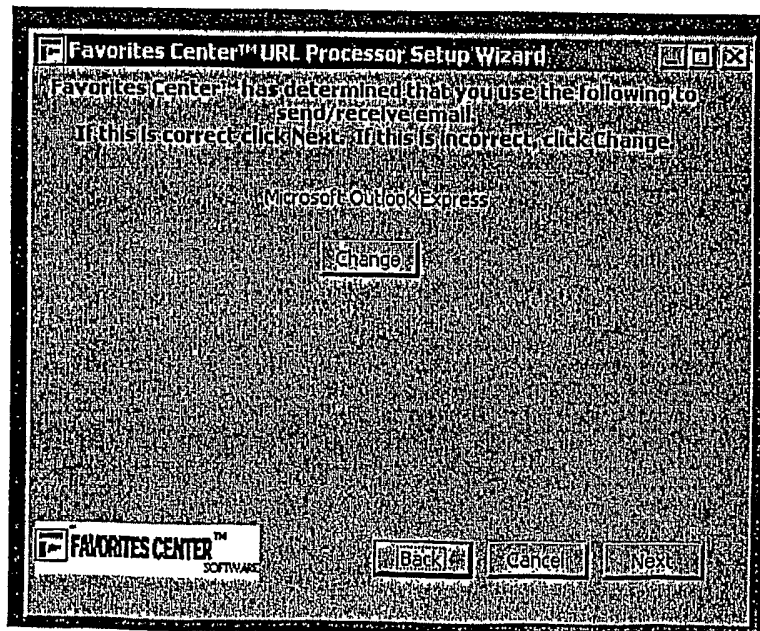 Favorites Center™ URL Processor Setup Wizard
Favorites Center™ has determined that you use the following to
send/receive email.
If this is correct click Next. If this is incorrect, click Change.
Microsoft Outlook Express
Change
FAVORITES CENTER™
SOFTWARE
Back Cancel Next